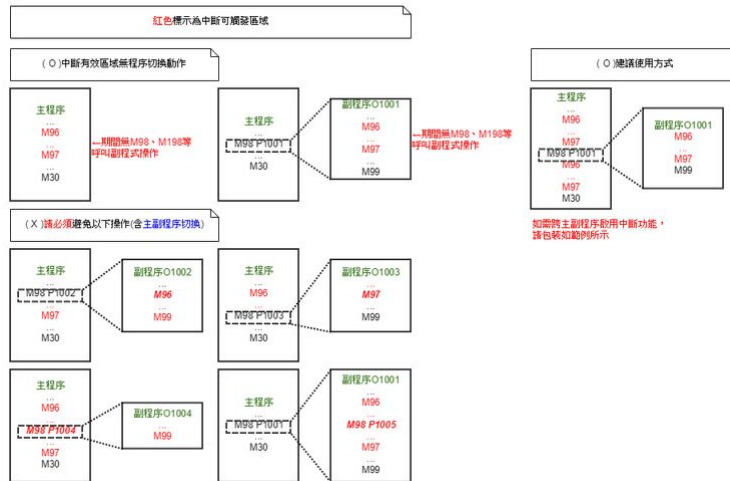 紅色標示為中斷可觸發區域
(O)中斷有效區域無程序切換動作
主程序
...
M96
...
M97
...
M30
←期間無M98、M198等
呼叫副程式操作
主程序
...
M98 P1001
...
M30
副程序O1001
...
M96
...
M97
...
M99
←期間無M98、M198等
呼叫副程式操作
(O)建議使用方式
主程序
...
M96
...
M97
M98 P1001
M96
...
M97
M30
副程序O1001
M96
...
M97
M99
如需跨主副程序啟用中斷功能，
請包裝如範例所示
(X)請必須避免以下操作(含主副程序切換)
主程序
...
M98 P1002
...
M97
...
M30
副程序O1002
...
M96
...
M99
主程序
...
M96
...
M98 P1003
...
M30
副程序O1003
...
M97
...
M99
主程序
...
M96
...
M98 P1004
...
M97
M30
副程序O1004
...
M99
主程序
...
M98 P1001
...
M30
副程序O1001
...
M96
...
M98 P1005
...
M97
...
M99